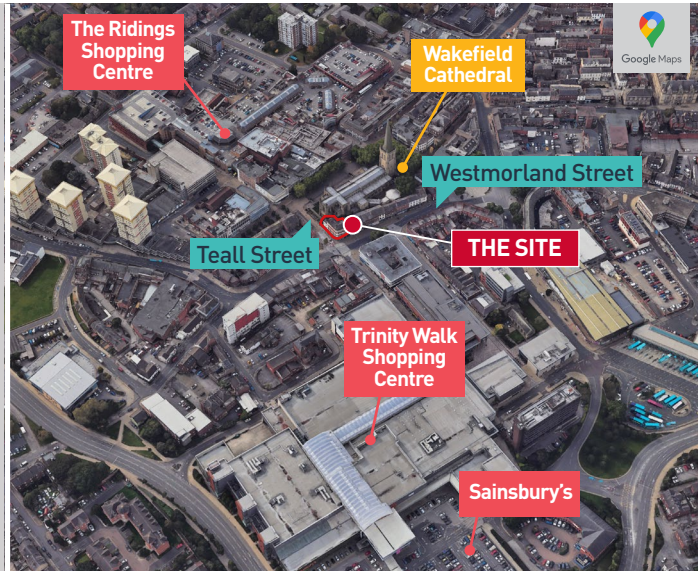 The Ridings
Shopping
Centre
Google Maps
Wakefield
Cathedral
Westmorland Street
Teall Street
THE SITE
Trinity Walk
Shopping
Centre
Sainsbury's